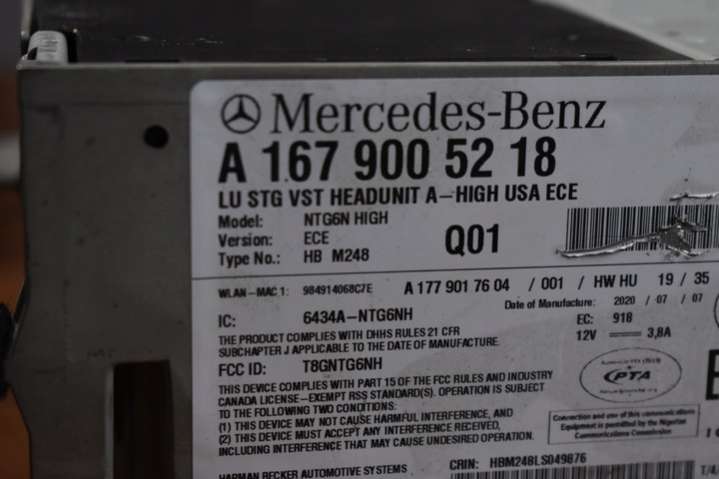 Mercedes-Benz
A 167 900 52 18
LU STG VST HEADUNIT A-HIGH USA ECE
Model: NTG6N HIGH
Version: ECE
Type No.: HB M248
Q01
WLAN-MAC 1: 984914068C7E
A 177 901 76 04 / 001 / HW HU 19 / 35
Date of Manufacture: 2020 / 07 / 07
IC: 6434A-NTG6NH
EC: 918
12V 3,8A
THE PRODUCT COMPLIES WITH DHHS RULES 21 CFR
SUBCHAPTER J APPLICABLE TO THE DATE OF MANUFACTURE.
FCC ID: T8GNTG6NH
THIS DEVICE COMPLIES WITH PART 15 OF THE FCC RULES AND INDUSTRY
CANADA LICENSE-EXEMPT RSS STANDARD(S). OPERATION IS SUBJECT
TO THE FOLLOWING TWO CONDITIONS:
(1) THIS DEVICE MAY NOT CAUSE HARMFUL INTERFERENCE, AND
(2) THIS DEVICE MUST ACCEPT ANY INTERFERENCE RECEIVED,
INCLUDING INTERFERENCE THAT MAY CAUSE UNDESIRED OPERATION.
PTA
Connection and use of this communications
Equipment is permitted by the Nigerian
Communications Commission
HARMAN BECKER AUTOMOTIVE SYSTEMS
CRIN: HBM248LS049876